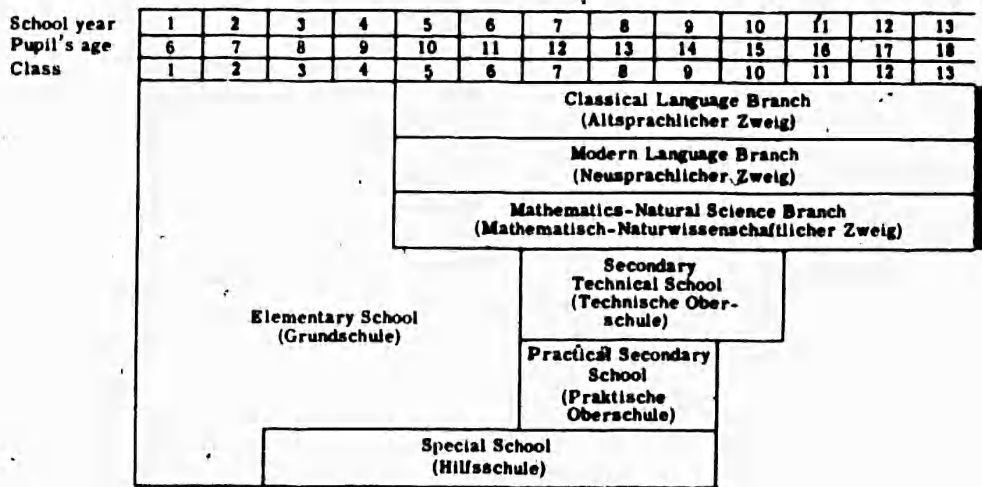 School year 1 2 3 4 5 6 7 8 9 10 11 12 13
Pupil's age 6 7 8 9 10 11 12 13 14 15 16 17 18
Class 1 2 3 4 5 6 7 8 9 10 11 12 13
Classical Language Branch
(Altsprachlicher Zweig)
Modern Language Branch
(Neusprachlicher Zweig)
Mathematics-Natural Science Branch
(Mathematisch-Naturwissenschaftlicher Zweig)
Secondary
Technical School
(Technische Ober-
schule)
Elementary School
(Grundschule)
Practical Secondary
School
(Praktische
Oberschule)
Special School
(Hilfsschule)